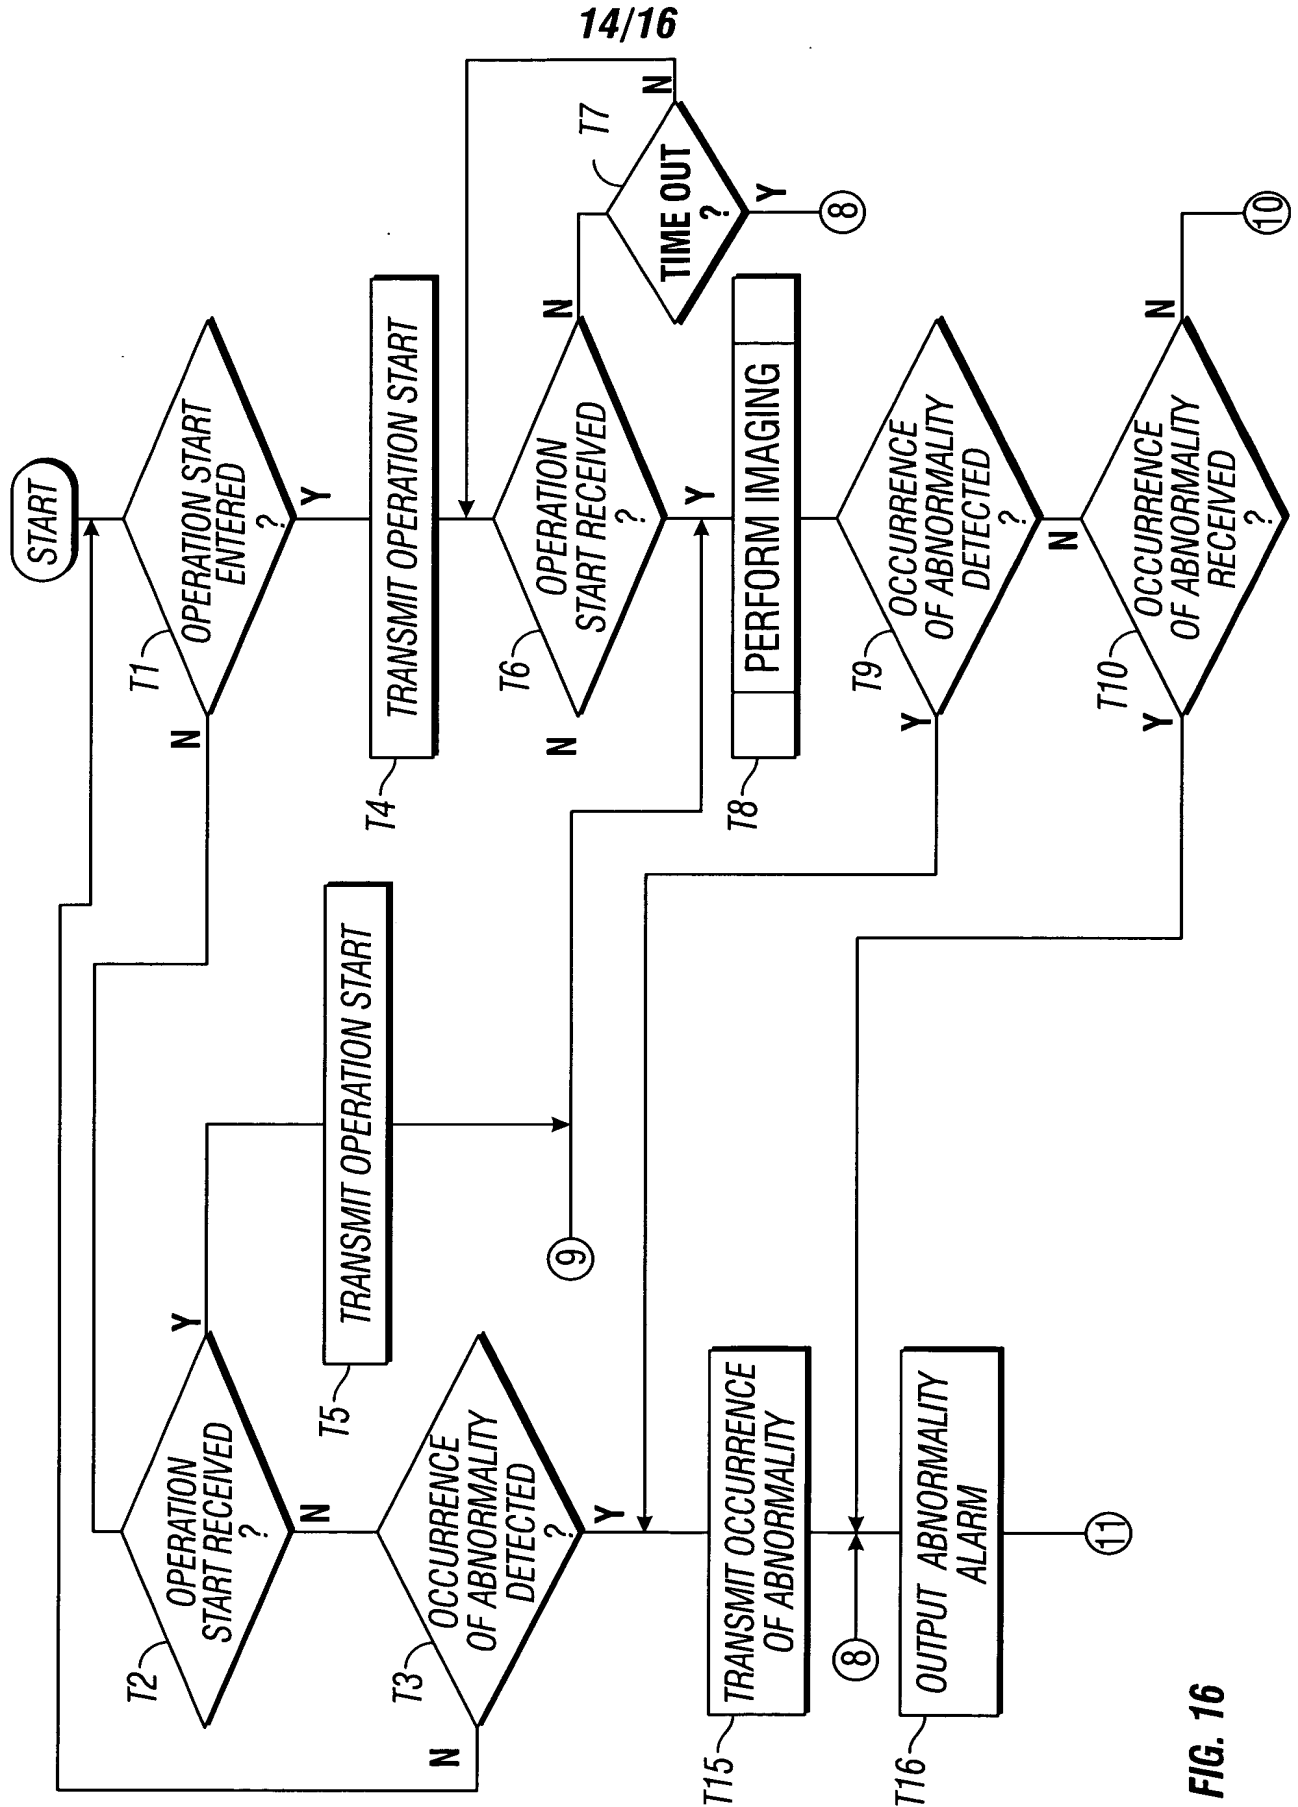 14/16
START
T1
OPERATION START
ENTERED
?
N
Y
T4
TRANSMIT OPERATION START
T6
OPERATION
START RECEIVED
?
N
N
Y
T7
TIME OUT
?
N
Y
8
T8
PERFORM IMAGING
T9
OCCURRENCE
OF ABNORMALITY
DETECTED
?
Y
N
T10
OCCURRENCE
OF ABNORMALITY
RECEIVED
?
Y
N
10
T2
OPERATION
START RECEIVED
?
Y
N
T5
TRANSMIT OPERATION START
9
T3
OCCURRENCE
OF ABNORMALITY
DETECTED
?
N
Y
T15
TRANSMIT OCCURRENCE
OF ABNORMALITY
8
T16
OUTPUT ABNORMALITY
ALARM
11
FIG. 16